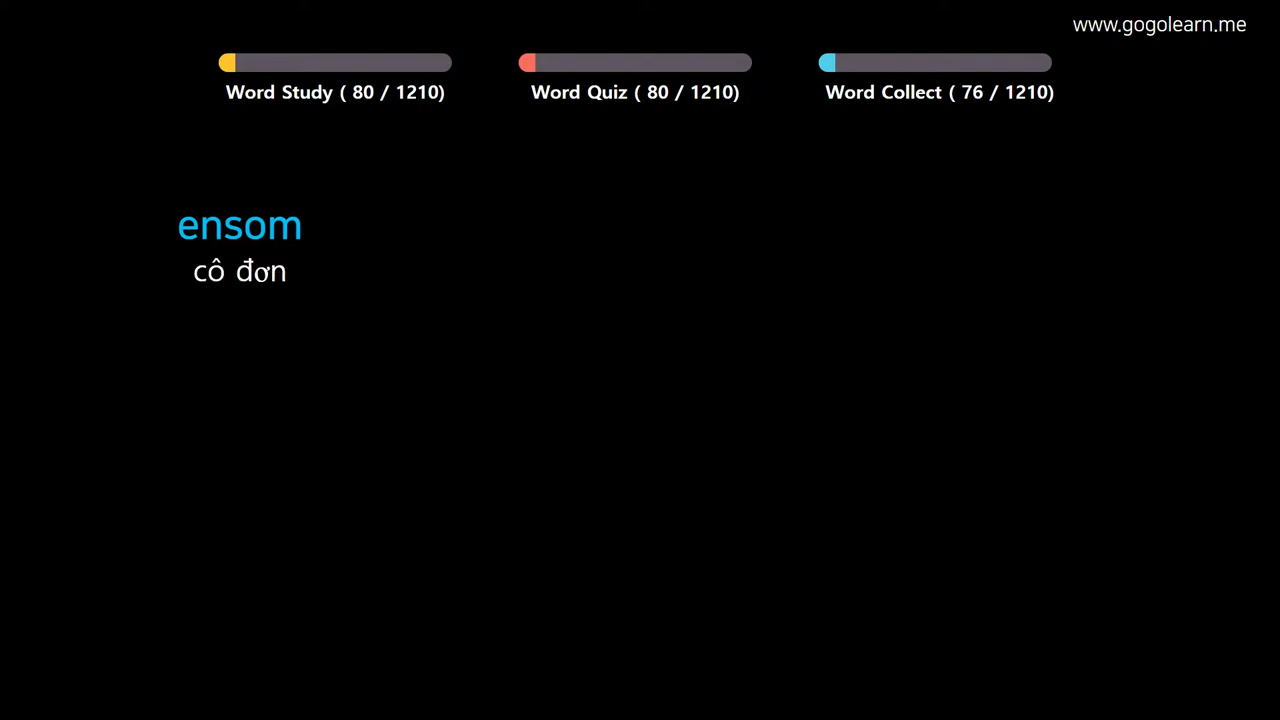 www.gogolearn.me
Word Study ( 80 / 1210)
Word Quiz ( 80 / 1210)
Word Collect ( 76 / 1210)
ensom
cô đơn